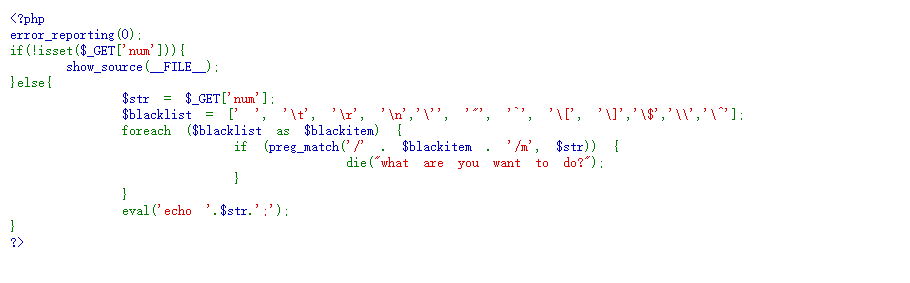 <?php
error_reporting(0);
if(!isset($_GET['num'])){
show_source(__FILE__);
}else{
$str = $_GET['num'];
$blacklist = [' ', '\t', '\r', '\n','\'', '"', '`', '\[', '\]','\$','\\','\^'];
foreach ($blacklist as $blackitem) {
if (preg_match('/' . $blackitem . '/m', $str)) {
die("what are you want to do?");
}
}
eval('echo '.$str.';');
}
?>